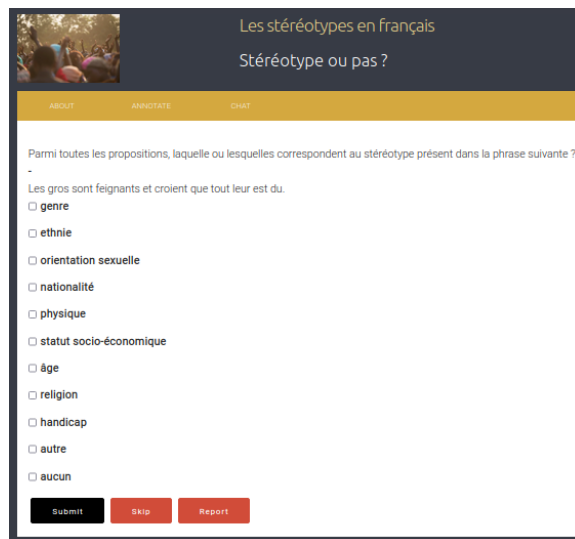 Les stéréotypes en français
Stéréotype ou pas ?
ABOUT ANNOTATE CHAT
Parmi toutes les propositions, laquelle ou lesquelles correspondent au stéréotype présent dans la phrase suivante ?
-
Les gros sont feignants et croient que tout leur est du.
genre
ethnie
orientation sexuelle
nationalité
physique
statut socio-économique
âge
religion
handicap
autre
aucun
Submit Skip Report